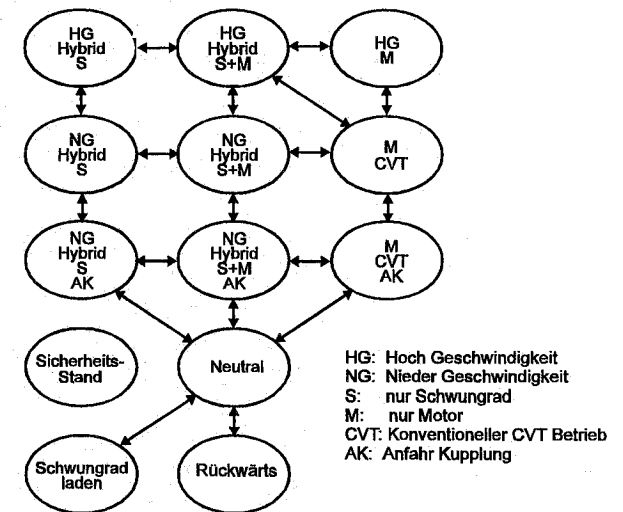 HG
Hybrid
S
HG
Hybrid
S+M
HG
M
NG
Hybrid
S
NG
Hybrid
S+M
M
CVT
NG
Hybrid
S
AK
NG
Hybrid
S+M
AK
M
CVT
AK
Sicherheits-
Stand
Neutral
Schwungrad
laden
Rückwärts
HG: Hoch Geschwindigkeit
NG: Nieder Geschwindigkeit
S: nur Schwungrad
M: nur Motor
CVT: Konventioneller CVT Betrieb
AK: Anfahr Kupplung